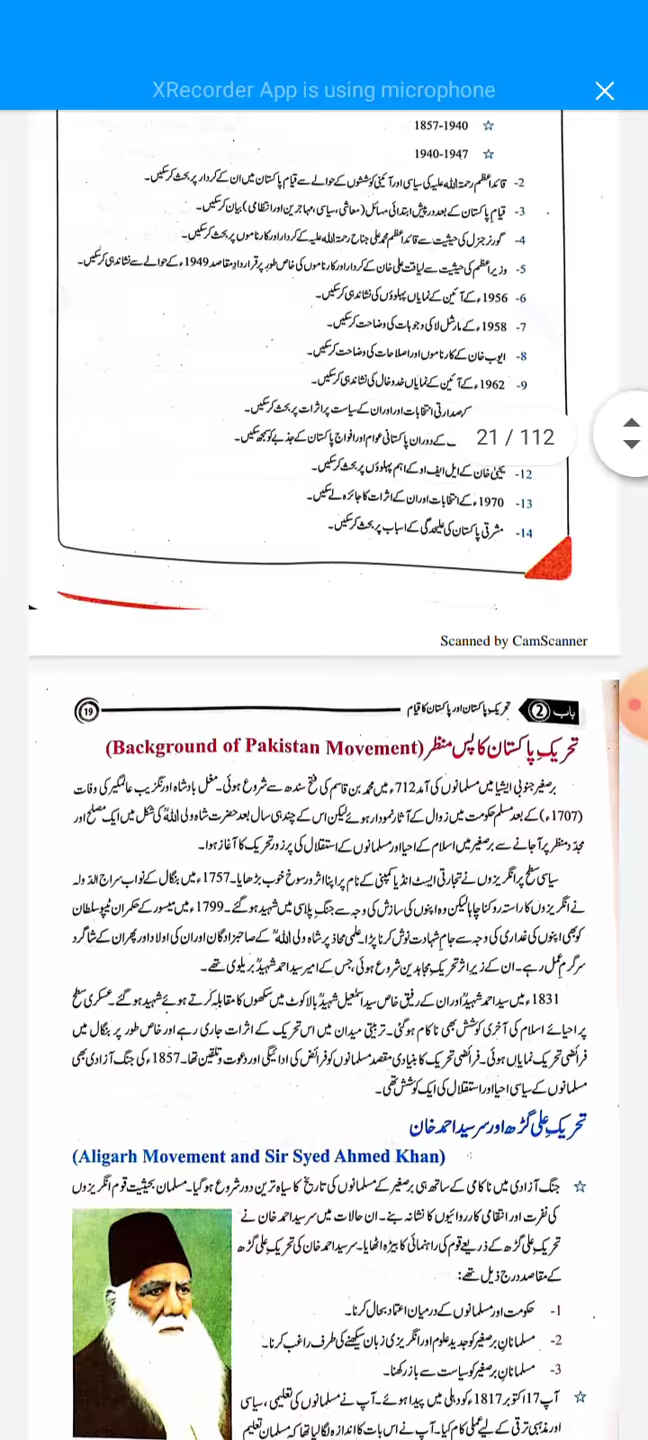 XRecorder App is using microphone
☆ 1857-1940
☆ 1940-1947
2- قائداعظم رحمۃ اللہ علیہ کی سیاسی اور آئینی کوششوں کے حوالے سے قیام پاکستان میں ان کے کردار پر بحث کر سکیں۔
3- قیام پاکستان کے بعد درپیش ابتدائی مسائل (معاشی، سیاسی، مہاجرین اور انتظامی) بیان کر سکیں۔
4- گورنر جنرل کی حیثیت سے قائداعظم محمد علی جناح رحمۃ اللہ علیہ کے کردار اور کارناموں پر بحث کر سکیں۔
5- وزیراعظم کی حیثیت سے لیاقت علی خان کے کردار اور کارناموں کی خاص طور پر قرارداد مقاصد 1949ء کے حوالے سے نشاندہی کر سکیں۔
6- 1956ء کے آئین کے نمایاں پہلوؤں کی نشاندہی کر سکیں۔
7- 1958ء کے مارشل لا کی وجوہات کی وضاحت کر سکیں۔
8- ایوب خان کے کارناموں اور اصلاحات کی وضاحت کر سکیں۔
9- 1962ء کے آئین کے نمایاں خدوخال کی نشاندہی کر سکیں۔
صدارتی انتخابات اور اور ان کے سیاست پر اثرات پر بحث کر سکیں۔
کے دوران پاکستانی عوام اور افواج پاکستان کے جذبے کو سمجھ سکیں۔
21 / 112
12- یحییٰ خان کے ایل ایف او کے اہم پہلوؤں پر بحث کر سکیں۔
13- 1970ء کے انتخابات اور ان کے اثرات کا جائزہ لے سکیں۔
14- مشرقی پاکستان کی علیحدگی کے اسباب پر بحث کر سکیں۔
Scanned by CamScanner
باب 2 تحریک پاکستان اور پاکستان کا قیام 19
تحریکِ پاکستان کا پس منظر (Background of Pakistan Movement)
برصغیر جنوبی ایشیا میں مسلمانوں کی آمد 712ء میں محمد بن قاسم کی فتح سندھ سے شروع ہوئی۔ مغل بادشاہ اورنگزیب عالمگیر کی وفات
(1707ء) کے بعد مسلم حکومت میں زوال کے آثار نمودار ہوئے لیکن اس کے چند ہی سال بعد حضرت شاہ ولی اللہؒ کی شکل میں ایک مصلح اور
مجدد منظر پر آ جانے سے برصغیر میں اسلام کے احیا اور مسلمانوں کے استقلال کی پرزور تحریک کا آغاز ہوا۔
سیاسی سطح پر انگریزوں نے تجارتی ایسٹ انڈیا کمپنی کے نام پر اپنا اثر و رسوخ خوب بڑھایا۔ 1757ء میں بنگال کے نواب سراج الدولہ
نے انگریزوں کا راستہ روکنا چاہا لیکن وہ اپنوں کی سازش کی وجہ سے جنگِ پلاسی میں شہید ہو گئے۔ 1799ء میں میسور کے حکمران ٹیپو سلطان
کو بھی اپنوں کی غداری کی وجہ سے جامِ شہادت نوش کرنا پڑا۔ علمی محاذ پر شاہ ولی اللہؒ کے صاحبزادگان اور ان کی اولاد اور پھر ان کے شاگرد
سرگرمِ عمل رہے۔ ان کے زیر اثر تحریکِ مجاہدین شروع ہوئی، جس کے امیر سید احمد شہیدؒ بریلوی تھے۔
1831ء میں سید احمد شہیدؒ اور ان کے رفیقِ خاص سید اسمٰعیل شہیدؒ بالاکوٹ میں سکھوں کا مقابلہ کرتے ہوئے شہید ہو گئے۔ عسکری سطح
پر احیائے اسلام کی آخری کوشش بھی ناکام ہو گئی۔ تربیتی میدان میں اس تحریک کے اثرات جاری رہے اور خاص طور پر بنگال میں
فرائضی تحریک نمایاں ہوئی۔ فرائضی تحریک کا بنیادی مقصد مسلمانوں کو فرائض کی ادائیگی اور دعوت و تلقین تھا۔ 1857ء کی جنگ آزادی بھی
مسلمانوں کے سیاسی احیا اور استقلال کی ایک کوشش تھی۔
تحریکِ علی گڑھ اور سرسید احمد خان
(Aligarh Movement and Sir Syed Ahmed Khan)
☆ جنگ آزادی میں ناکامی کے ساتھ ہی برصغیر کے مسلمانوں کی تاریخ کا سیاہ ترین دور شروع ہو گیا۔ مسلمان بحیثیت قوم انگریزوں
کی نفرت اور انتقامی کارروائیوں کا نشانہ بنے۔ ان حالات میں سرسید احمد خان نے
تحریکِ علی گڑھ کے ذریعے قوم کی راہنمائی کا بیڑہ اٹھایا۔ سرسید احمد خان کی تحریکِ علی گڑھ
کے مقاصد درج ذیل تھے:
1- حکومت اور مسلمانوں کے درمیان اعتماد بحال کرنا۔
2- مسلمانانِ برصغیر کو جدید علوم اور انگریزی زبان سیکھنے کی طرف راغب کرنا۔
3- مسلمانانِ برصغیر کو سیاست سے باز رکھنا۔
☆ آپ 17 اکتوبر 1817ء کو دہلی میں پیدا ہوئے۔ آپ نے مسلمانوں کی تعلیمی، سیاسی
اور مذہبی ترقی کے لیے عملی کام کیا۔ آپ نے اس بات کا اندازہ لگا لیا تھا کہ مسلمان تعلیم